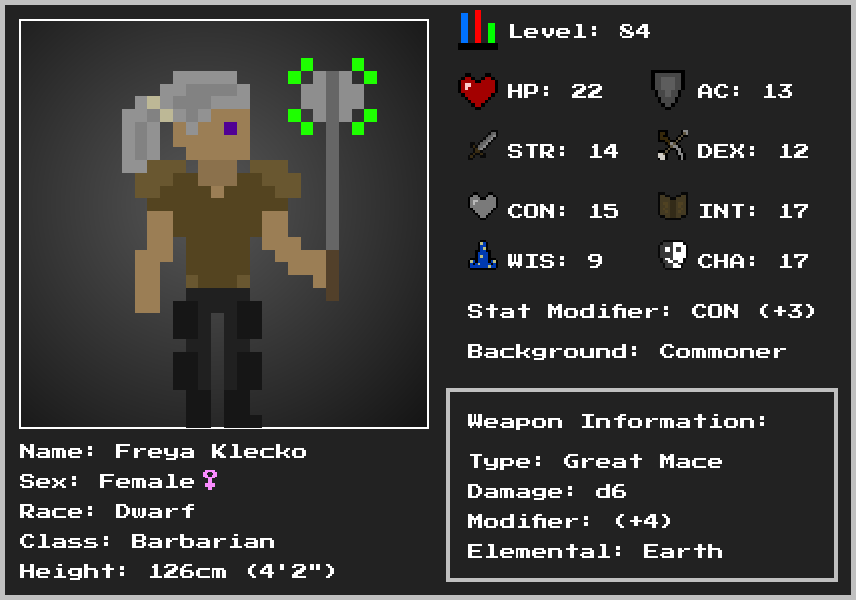 Level: 84
HP: 22
AC: 13
STR: 14
DEX: 12
CON: 15
INT: 17
WIS: 9
CHA: 17
Stat Modifier: CON (+3)
Background: Commoner
Weapon Information:
Type: Great Mace
Damage: d6
Modifier: (+4)
Elemental: Earth
Name: Freya Klecko
Sex: Female♀
Race: Dwarf
Class: Barbarian
Height: 126cm (4'2")